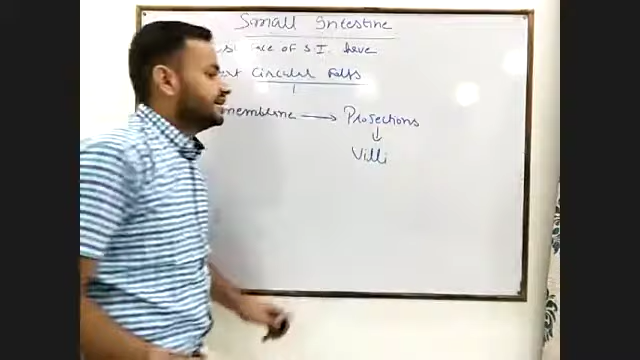 Small Intestine
face of S.I. have
Circular Folds
membrane → Projections
↓
Villi